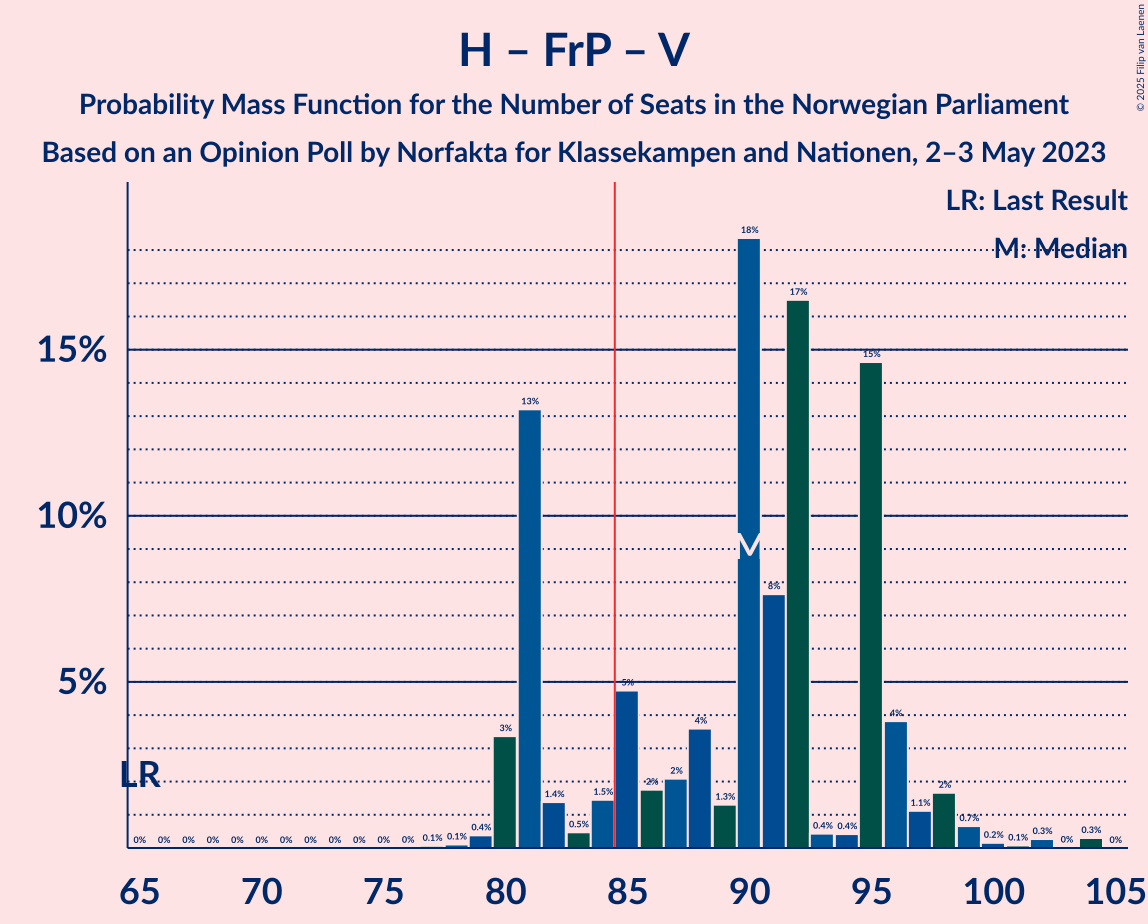 H – FrP – V
Probability Mass Function for the Number of Seats in the Norwegian Parliament
Based on an Opinion Poll by Norfakta for Klassekampen and Nationen, 2–3 May 2023
© 2025 Filip van Laenen
LR: Last Result
M: Median
15%
10%
5%
LR
M
0% 0% 0% 0% 0% 0% 0% 0% 0% 0% 0% 0% 0.1% 0.1% 0.4% 3% 13% 1.4% 0.5% 1.5% 5% 2% 2% 4% 1.3% 18% 8% 17% 0.4% 0.4% 15% 4% 1.1% 2% 0.7% 0.2% 0.1% 0.3% 0% 0.3% 0%
65 70 75 80 85 90 95 100 105